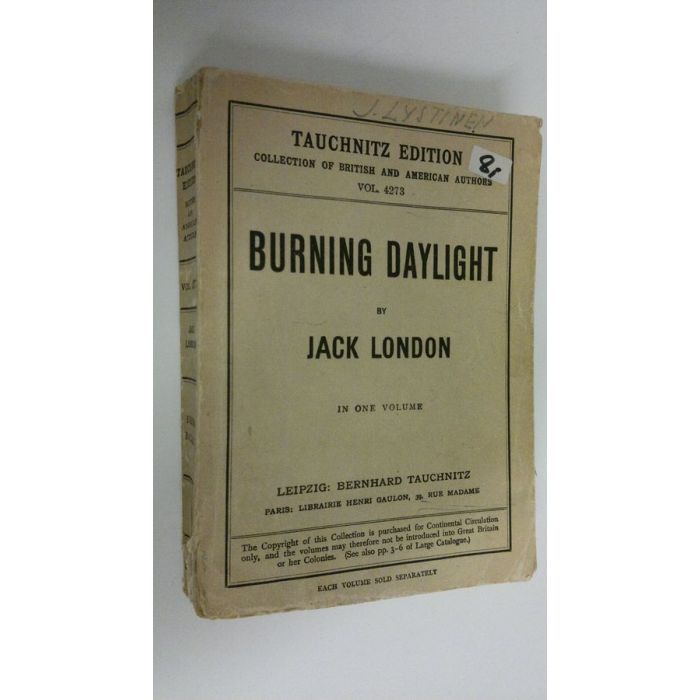 J. LYSTINEN
TAUCHNITZ EDITION
COLLECTION OF BRITISH AND AMERICAN AUTHORS
VOL. 4273
8,
BURNING DAYLIGHT
BY
JACK LONDON
IN ONE VOLUME
LEIPZIG: BERNHARD TAUCHNITZ
PARIS: LIBRAIRIE HENRI GAULON, 39, RUE MADAME
The Copyright of this Collection is purchased for Continental Circulation
only, and the volumes may therefore not be introduced into Great Britain
or her Colonies. (See also pp. 3-6 of Large Catalogue.)
EACH VOLUME SOLD SEPARATELY